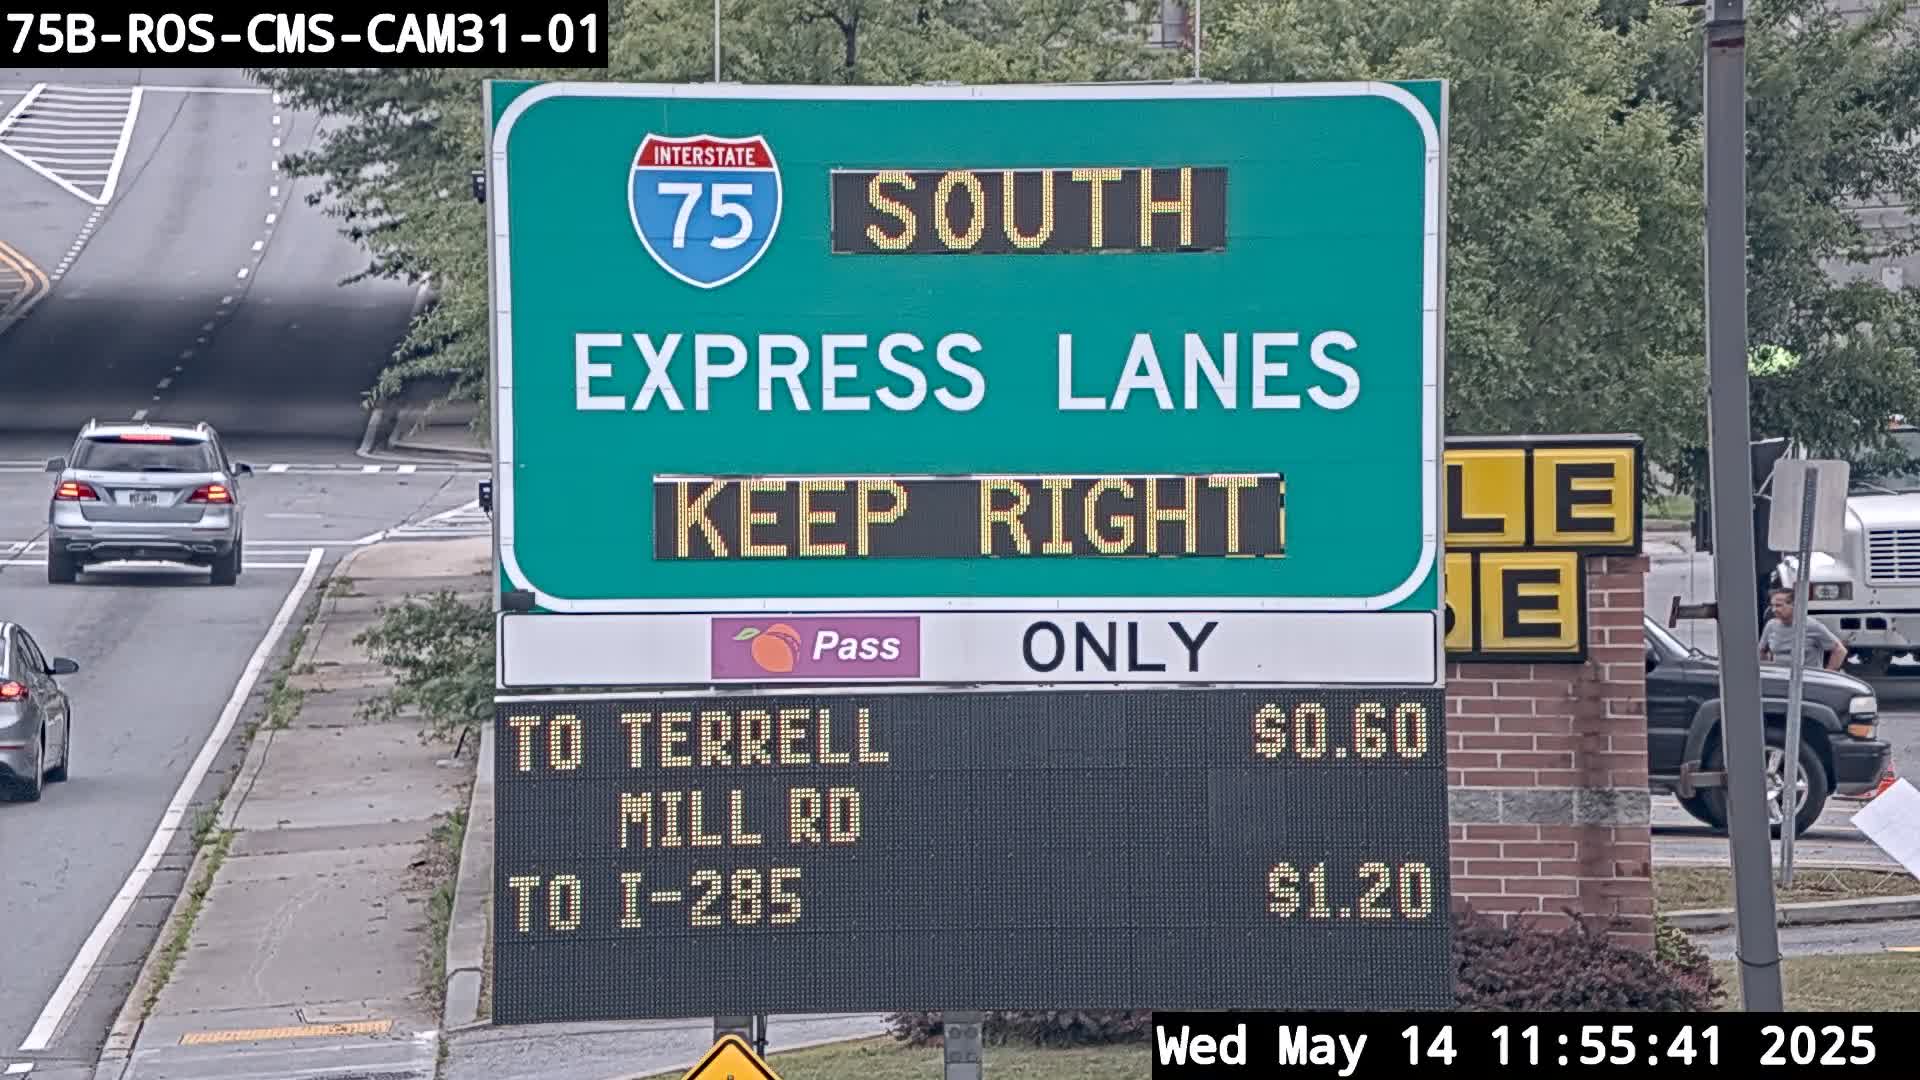 75B-ROS-CMS-CAM31-01
INTERSTATE
75
SOUTH
EXPRESS LANES
KEEP RIGHT
Pass ONLY
TO TERRELL $0.60
MILL RD
TO I-285 $1.20
LE
E
Wed May 14 11:55:41 2025